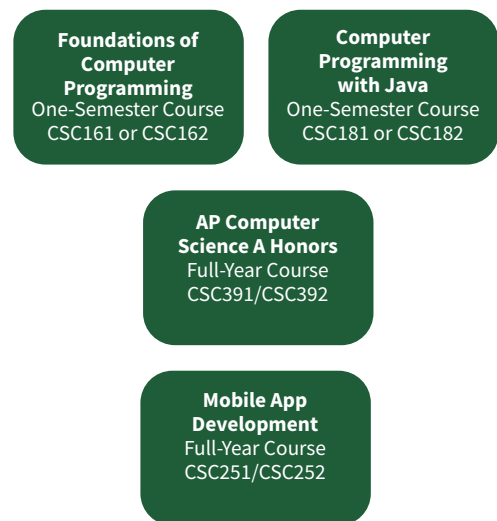 Foundations of
Computer
Programming
One-Semester Course
CSC161 or CSC162
Computer
Programming
with Java
One-Semester Course
CSC181 or CSC182
AP Computer
Science A Honors
Full-Year Course
CSC391/CSC392
Mobile App
Development
Full-Year Course
CSC251/CSC252